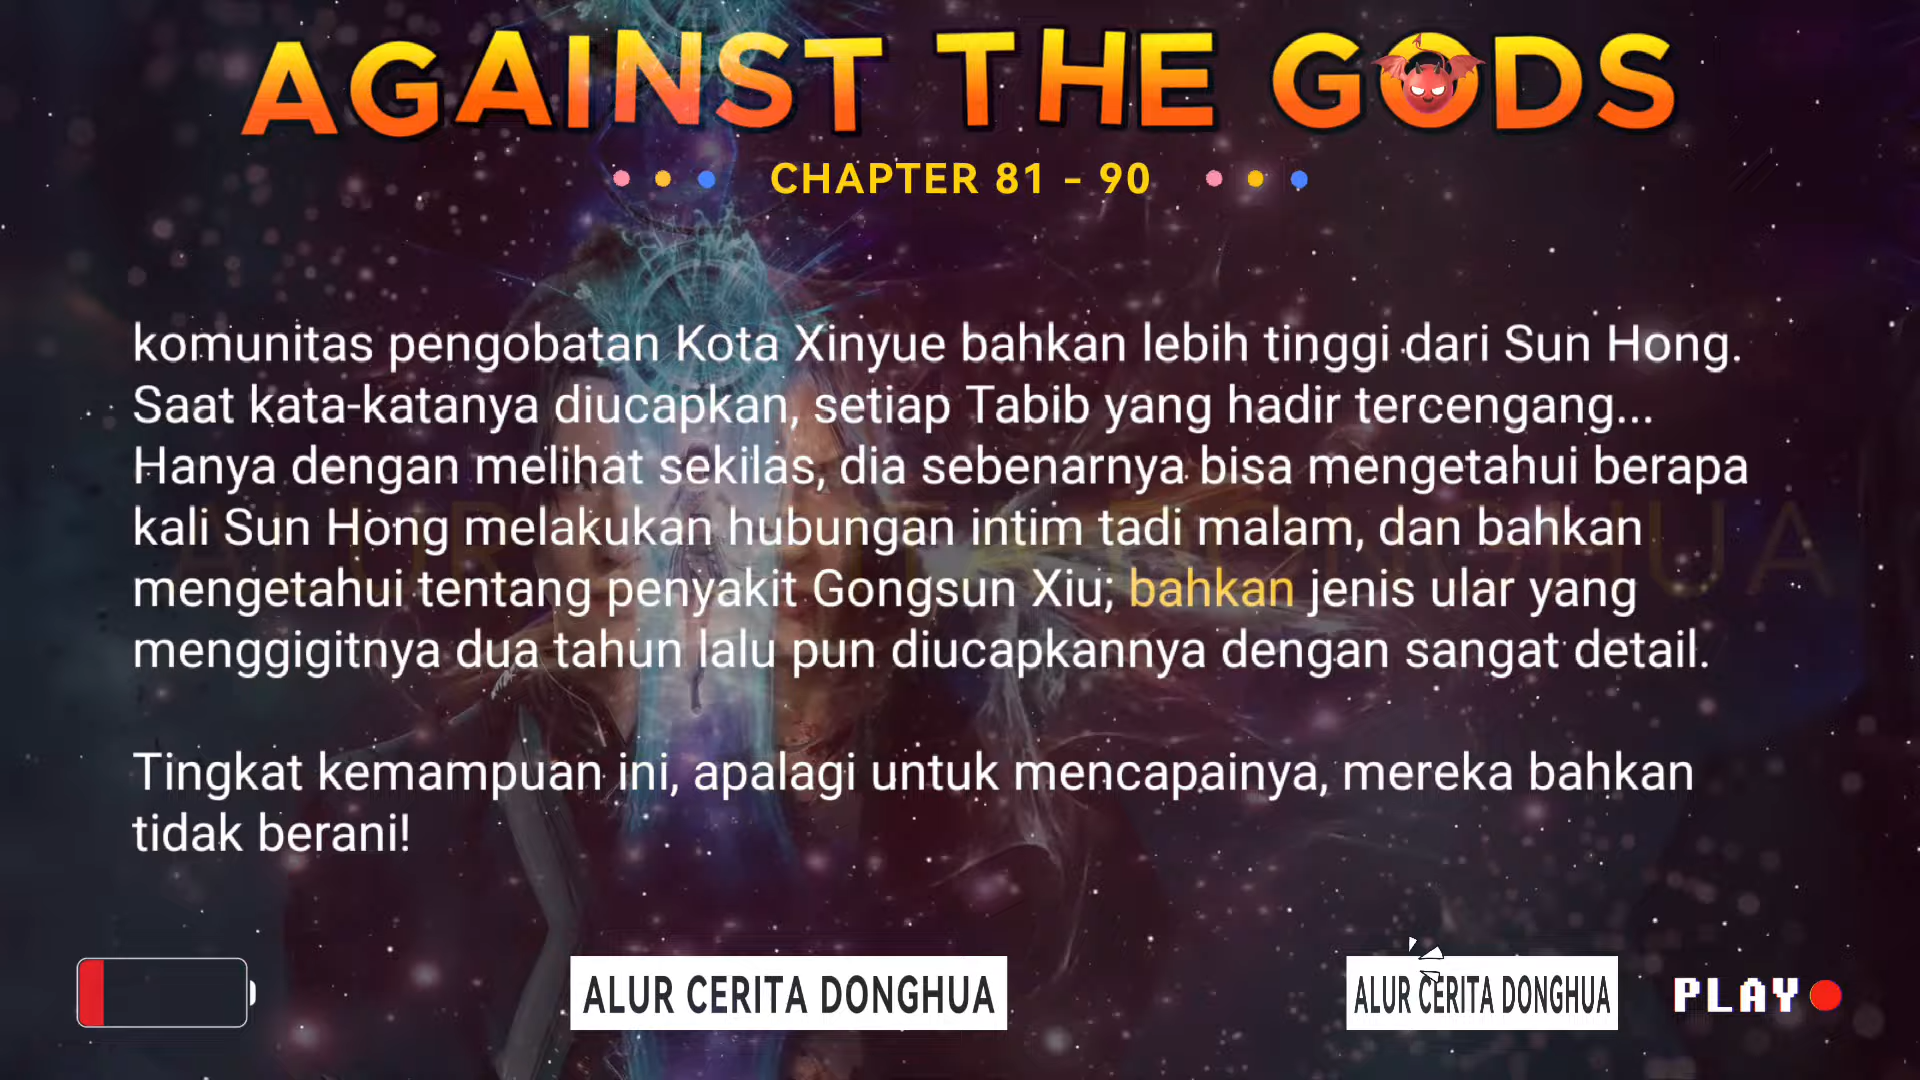 AGAINST THE GODS
CHAPTER 81 – 90
komunitas pengobatan Kota Xinyue bahkan lebih tinggi dari Sun Hong.
Saat kata-katanya diucapkan, setiap Tabib yang hadir tercengang...
Hanya dengan melihat sekilas, dia sebenarnya bisa mengetahui berapa
kali Sun Hong melakukan hubungan intim tadi malam, dan bahkan
mengetahui tentang penyakit Gongsun Xiu; bahkan jenis ular yang
menggigitnya dua tahun lalu pun diucapkannya dengan sangat detail.
Tingkat kemampuan ini, apalagi untuk mencapainya, mereka bahkan
tidak berani!
ALUR CERITA DONGHUA
ALUR CERITA DONGHUA
PLAY